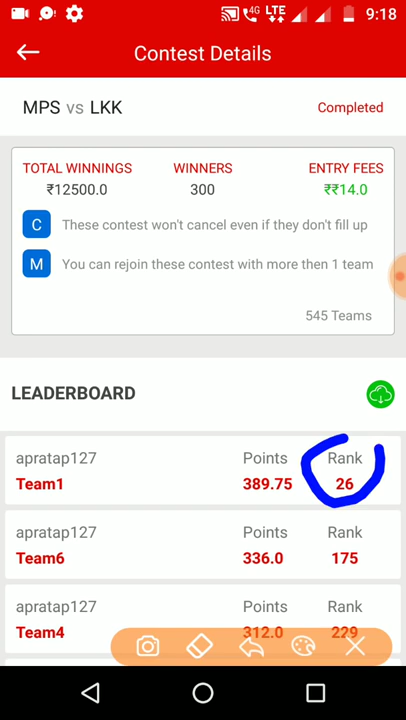 4G LTE 9:18
Contest Details
MPS vs LKK Completed
TOTAL WINNINGS WINNERS ENTRY FEES
₹12500.0 300 ₹₹14.0
C These contest won't cancel even if they don't fill up
M You can rejoin these contest with more then 1 team
545 Teams
LEADERBOARD
apratap127 Points Rank
Team1 389.75 26
apratap127 Points Rank
Team6 336.0 175
apratap127 Points Rank
Team4 312.0 229